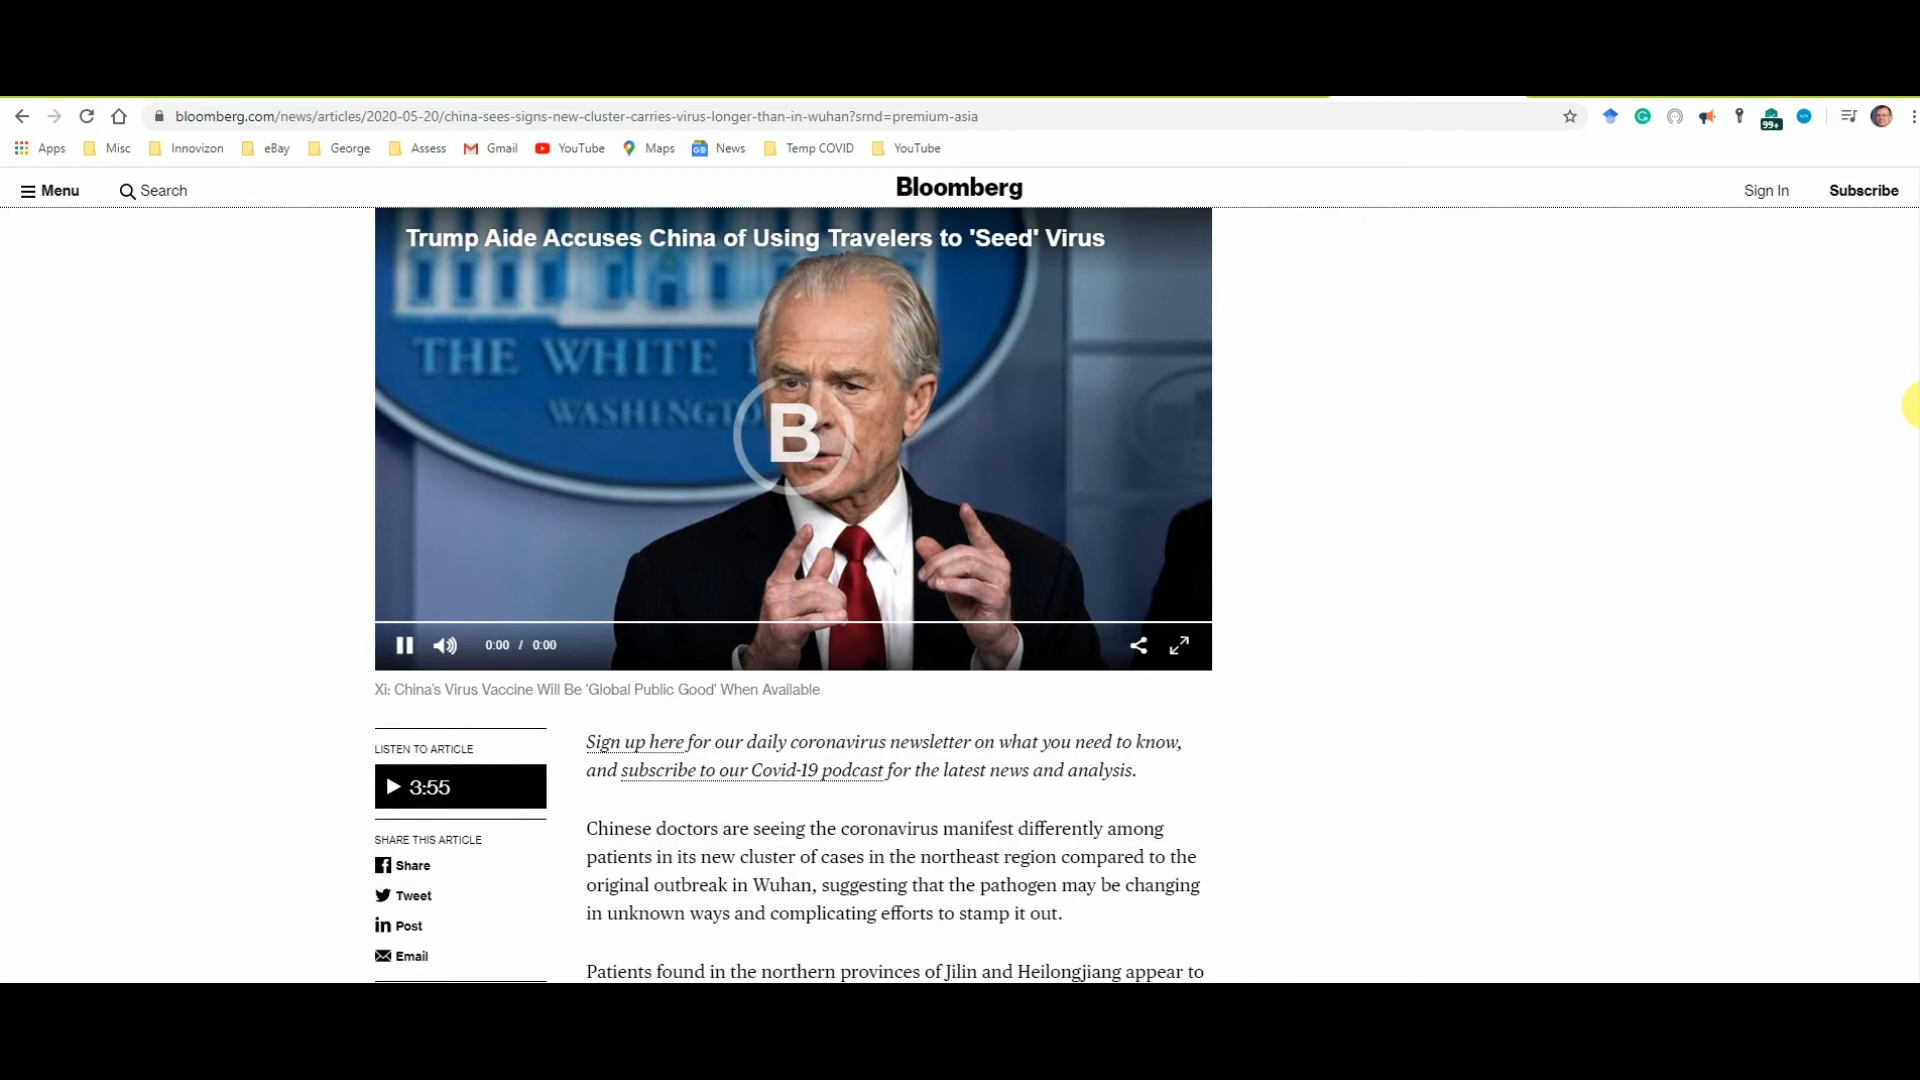 bloomberg.com/news/articles/2020-05-20/china-sees-signs-new-cluster-carries-virus-longer-than-in-wuhan?srnd=premium-asia
99+
Apps Misc Innovizon eBay George Assess Gmail YouTube Maps News Temp COVID YouTube
Menu Search Bloomberg Sign In Subscribe
Trump Aide Accuses China of Using Travelers to 'Seed' Virus
THE WHITE
WASHINGTO
B
0:00 / 0:00
Xi: China's Virus Vaccine Will Be 'Global Public Good' When Available
LISTEN TO ARTICLE
3:55
SHARE THIS ARTICLE
Share
Tweet
Post
Email
Sign up here for our daily coronavirus newsletter on what you need to know,
and subscribe to our Covid-19 podcast for the latest news and analysis.
Chinese doctors are seeing the coronavirus manifest differently among
patients in its new cluster of cases in the northeast region compared to the
original outbreak in Wuhan, suggesting that the pathogen may be changing
in unknown ways and complicating efforts to stamp it out.
Patients found in the northern provinces of Jilin and Heilongjiang appear to